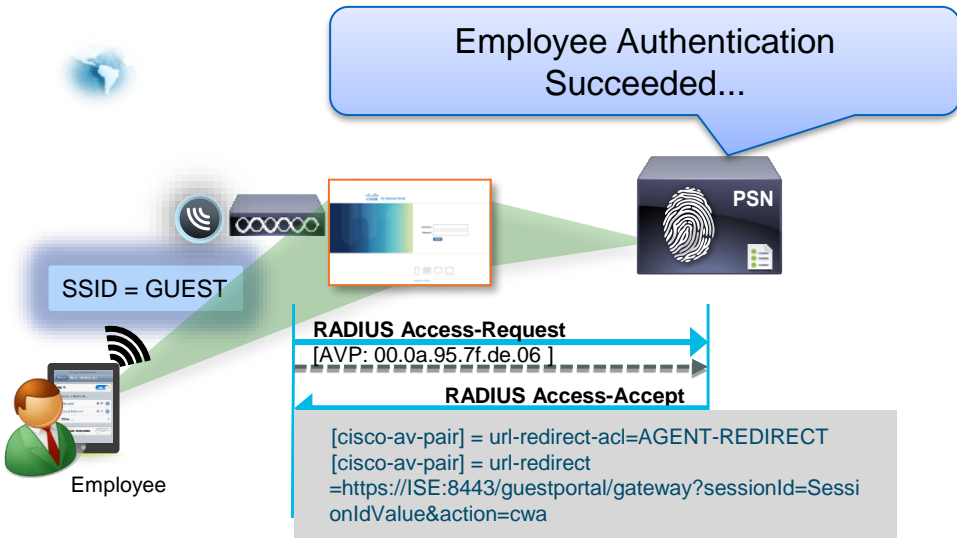 Employee Authentication
Succeeded...
PSN
SSID = GUEST
RADIUS Access-Request
[AVP: 00.0a.95.7f.de.06 ]
RADIUS Access-Accept
[cisco-av-pair] = url-redirect-acl=AGENT-REDIRECT
[cisco-av-pair] = url-redirect
=https://ISE:8443/guestportal/gateway?sessionId=Sessi
onIdValue&action=cwa
Employee